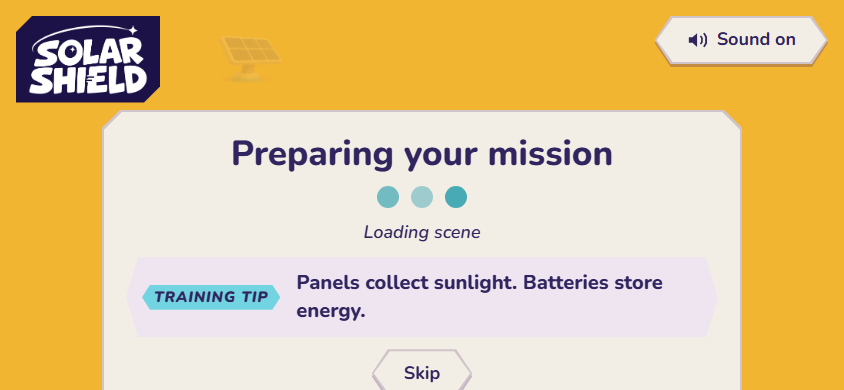 SOLAR
SHIELD
Sound on
Preparing your mission
Loading scene
TRAINING TIP
Panels collect sunlight. Batteries store
energy.
Skip